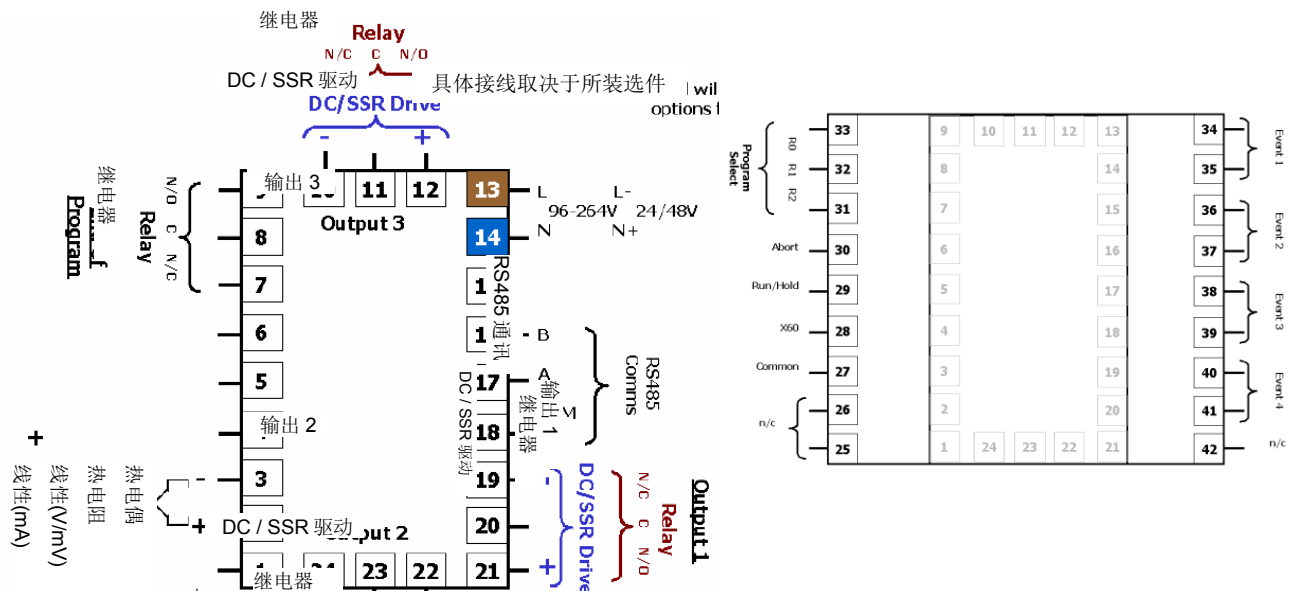 继电器
Relay
N/C C N/O
DC / SSR 驱动
具体接线取决于所装选件
l wil
DC/SSR Drive
options f
-
+
输出 3
11
12
13
L
L-
96-264V
24/48V
Output 3
N
N+
继电器
Program
Relay
N/O
C
N/C
8
7
6
5
14
RS485 通讯
B
A
M
RS485
Comms
17
18
19
20
21
DC / SSR 驱动
继电器
输出 1
输出 2
3
+
线性(mA)
线性(V/mV)
热电阻
热电偶
-
+
DC / SSR 驱动
继电器
23
22
-
+
DC/SSR Drive
N/C
C
N/O
Relay
Output 1
Program
Select
R0
R1
R2
Abort
Run/Hold
X60
Common
n/c
33
32
31
30
29
28
27
26
25
9
10
11
12
13
8
14
7
15
6
16
5
17
4
18
3
19
2
20
1
24
23
22
21
34
35
36
37
38
39
40
41
42
Event 1
Event 2
Event 3
Event 4
n/c